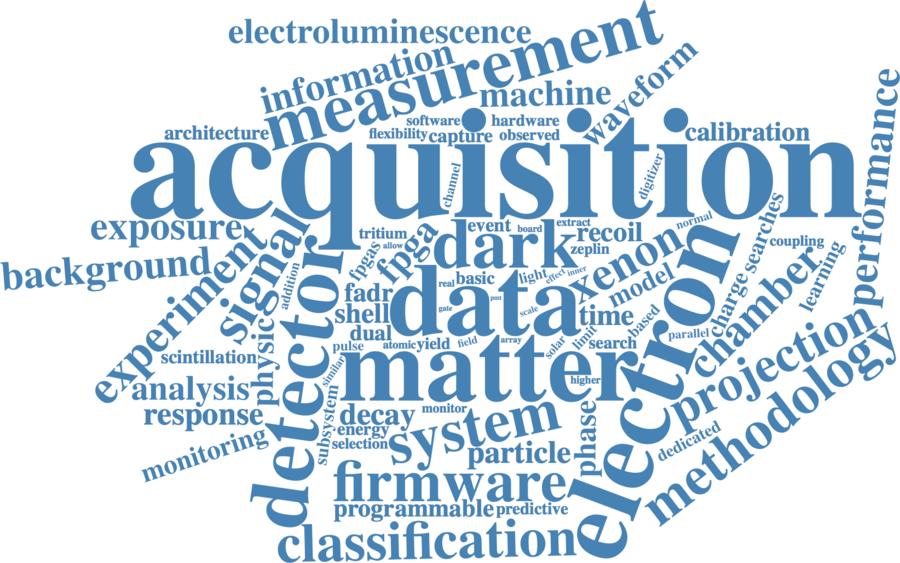 electroluminescence
information
measurement
machine
waveform
software
hardware
architecture
flexibility
capture
observed
calibration
acquisition
performance
channel
digitizer
exposure
tritium
event
board
extract
recoil
normal
allow
fpga
dark
zeplin
coupling
background
experiment
signal
fpgas
xenon
electron
charge
searches
addition
detector
real
basic
light
effect
inner
model
learning
fadr
data
chamber
shell
gate
post
scale
time
based
parallel
dual
physic
pulse
atomic
yield
field
array
solar
limit
search
scintillation
similar
matter
higher
projection
analysis
response
subsystem
decay
monitor
system
phase
methodology
energy
selection
monitoring
particle
dedicated
firmware
programmable
predictive
classification